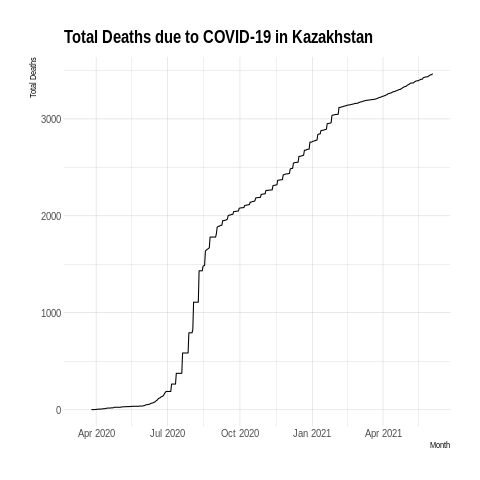 Total Deaths due to COVID-19 in Kazakhstan
Total Deaths
3000
2000
1000
0
Apr 2020 Jul 2020 Oct 2020 Jan 2021 Apr 2021
Month